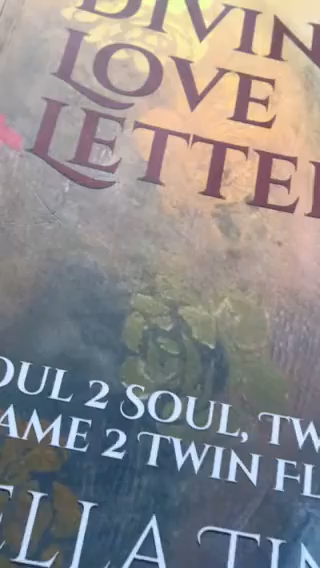 DIVIN
LOVE
LETTE
OUL 2 SOUL, TW
AME 2 TWIN FL
ELLA TI